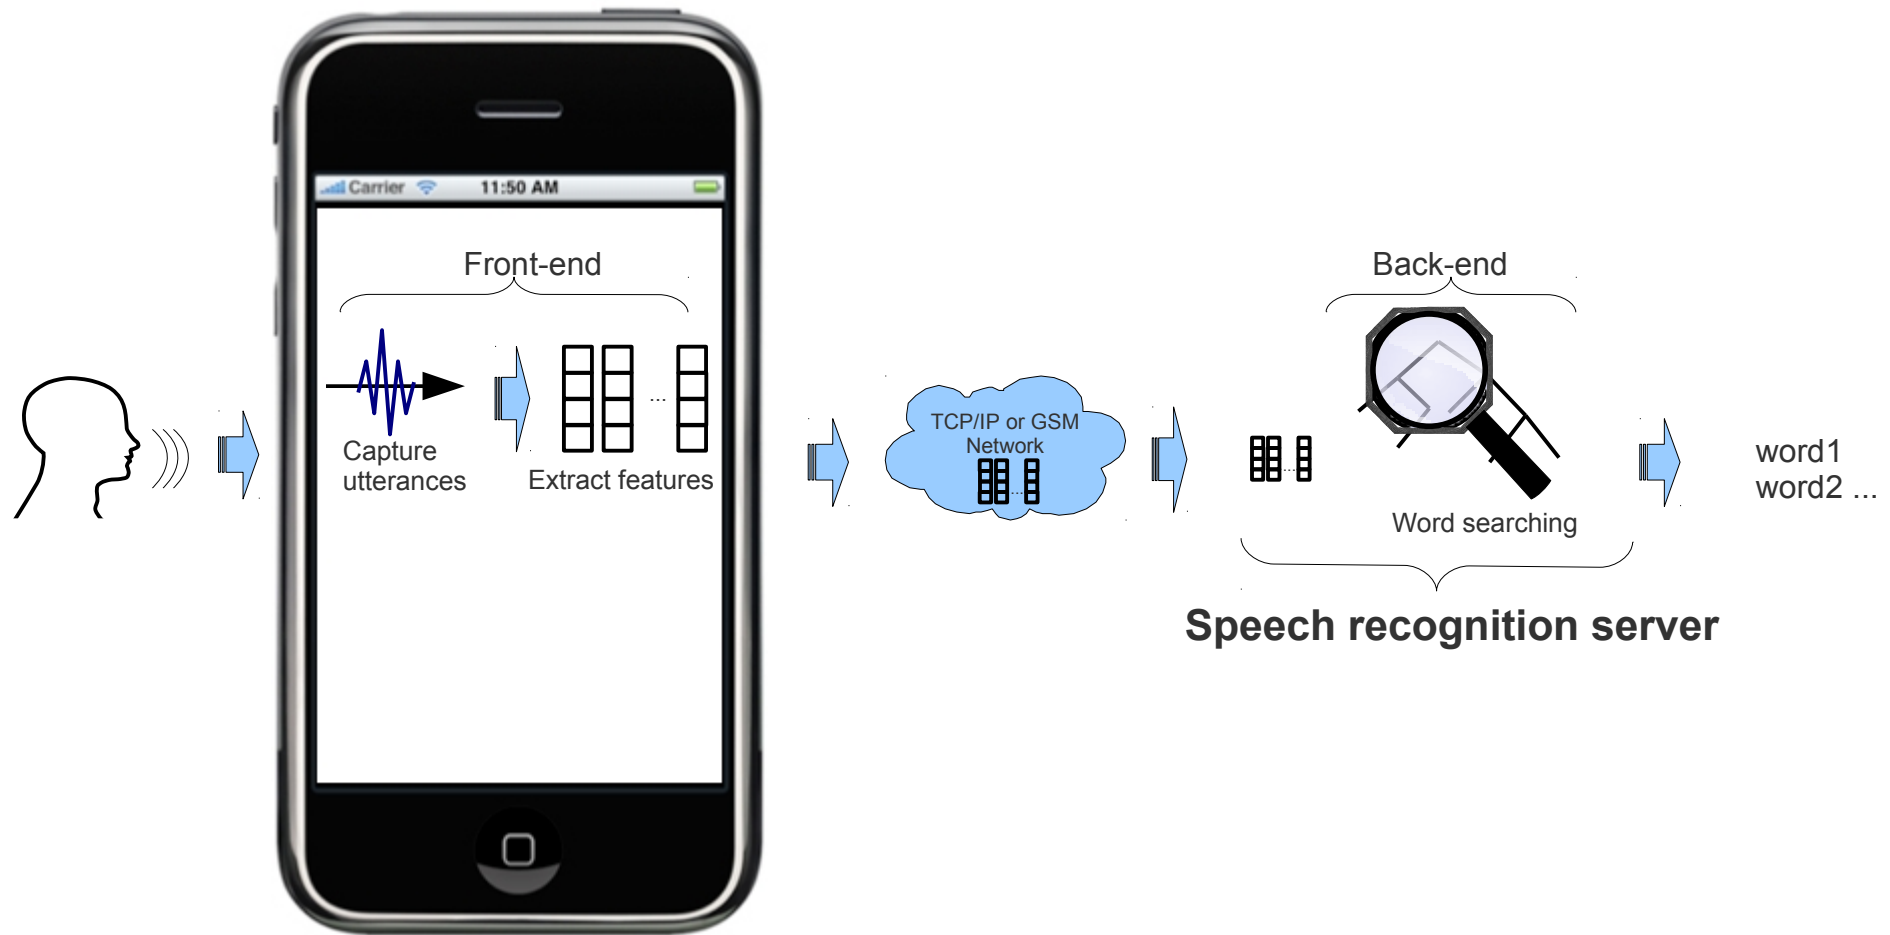 Carrier 11:50 AM
Front-end
Capture
utterances
Extract features
TCP/IP or GSM
Network
Back-end
Word searching
Speech recognition server
word1
word2 ...